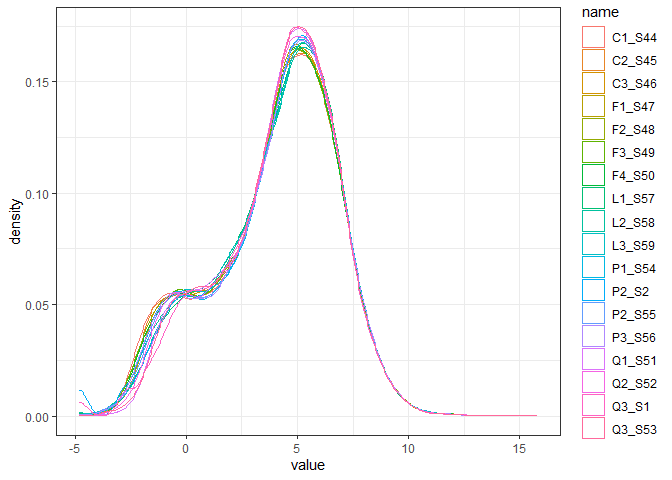 name
C1_S44
C2_S45
C3_S46
F1_S47
F2_S48
F3_S49
F4_S50
L1_S57
L2_S58
L3_S59
P1_S54
P2_S2
P2_S55
P3_S56
Q1_S51
Q2_S52
Q3_S1
Q3_S53
density
0.15
0.10
0.05
0.00
-5
0
5
10
15
value